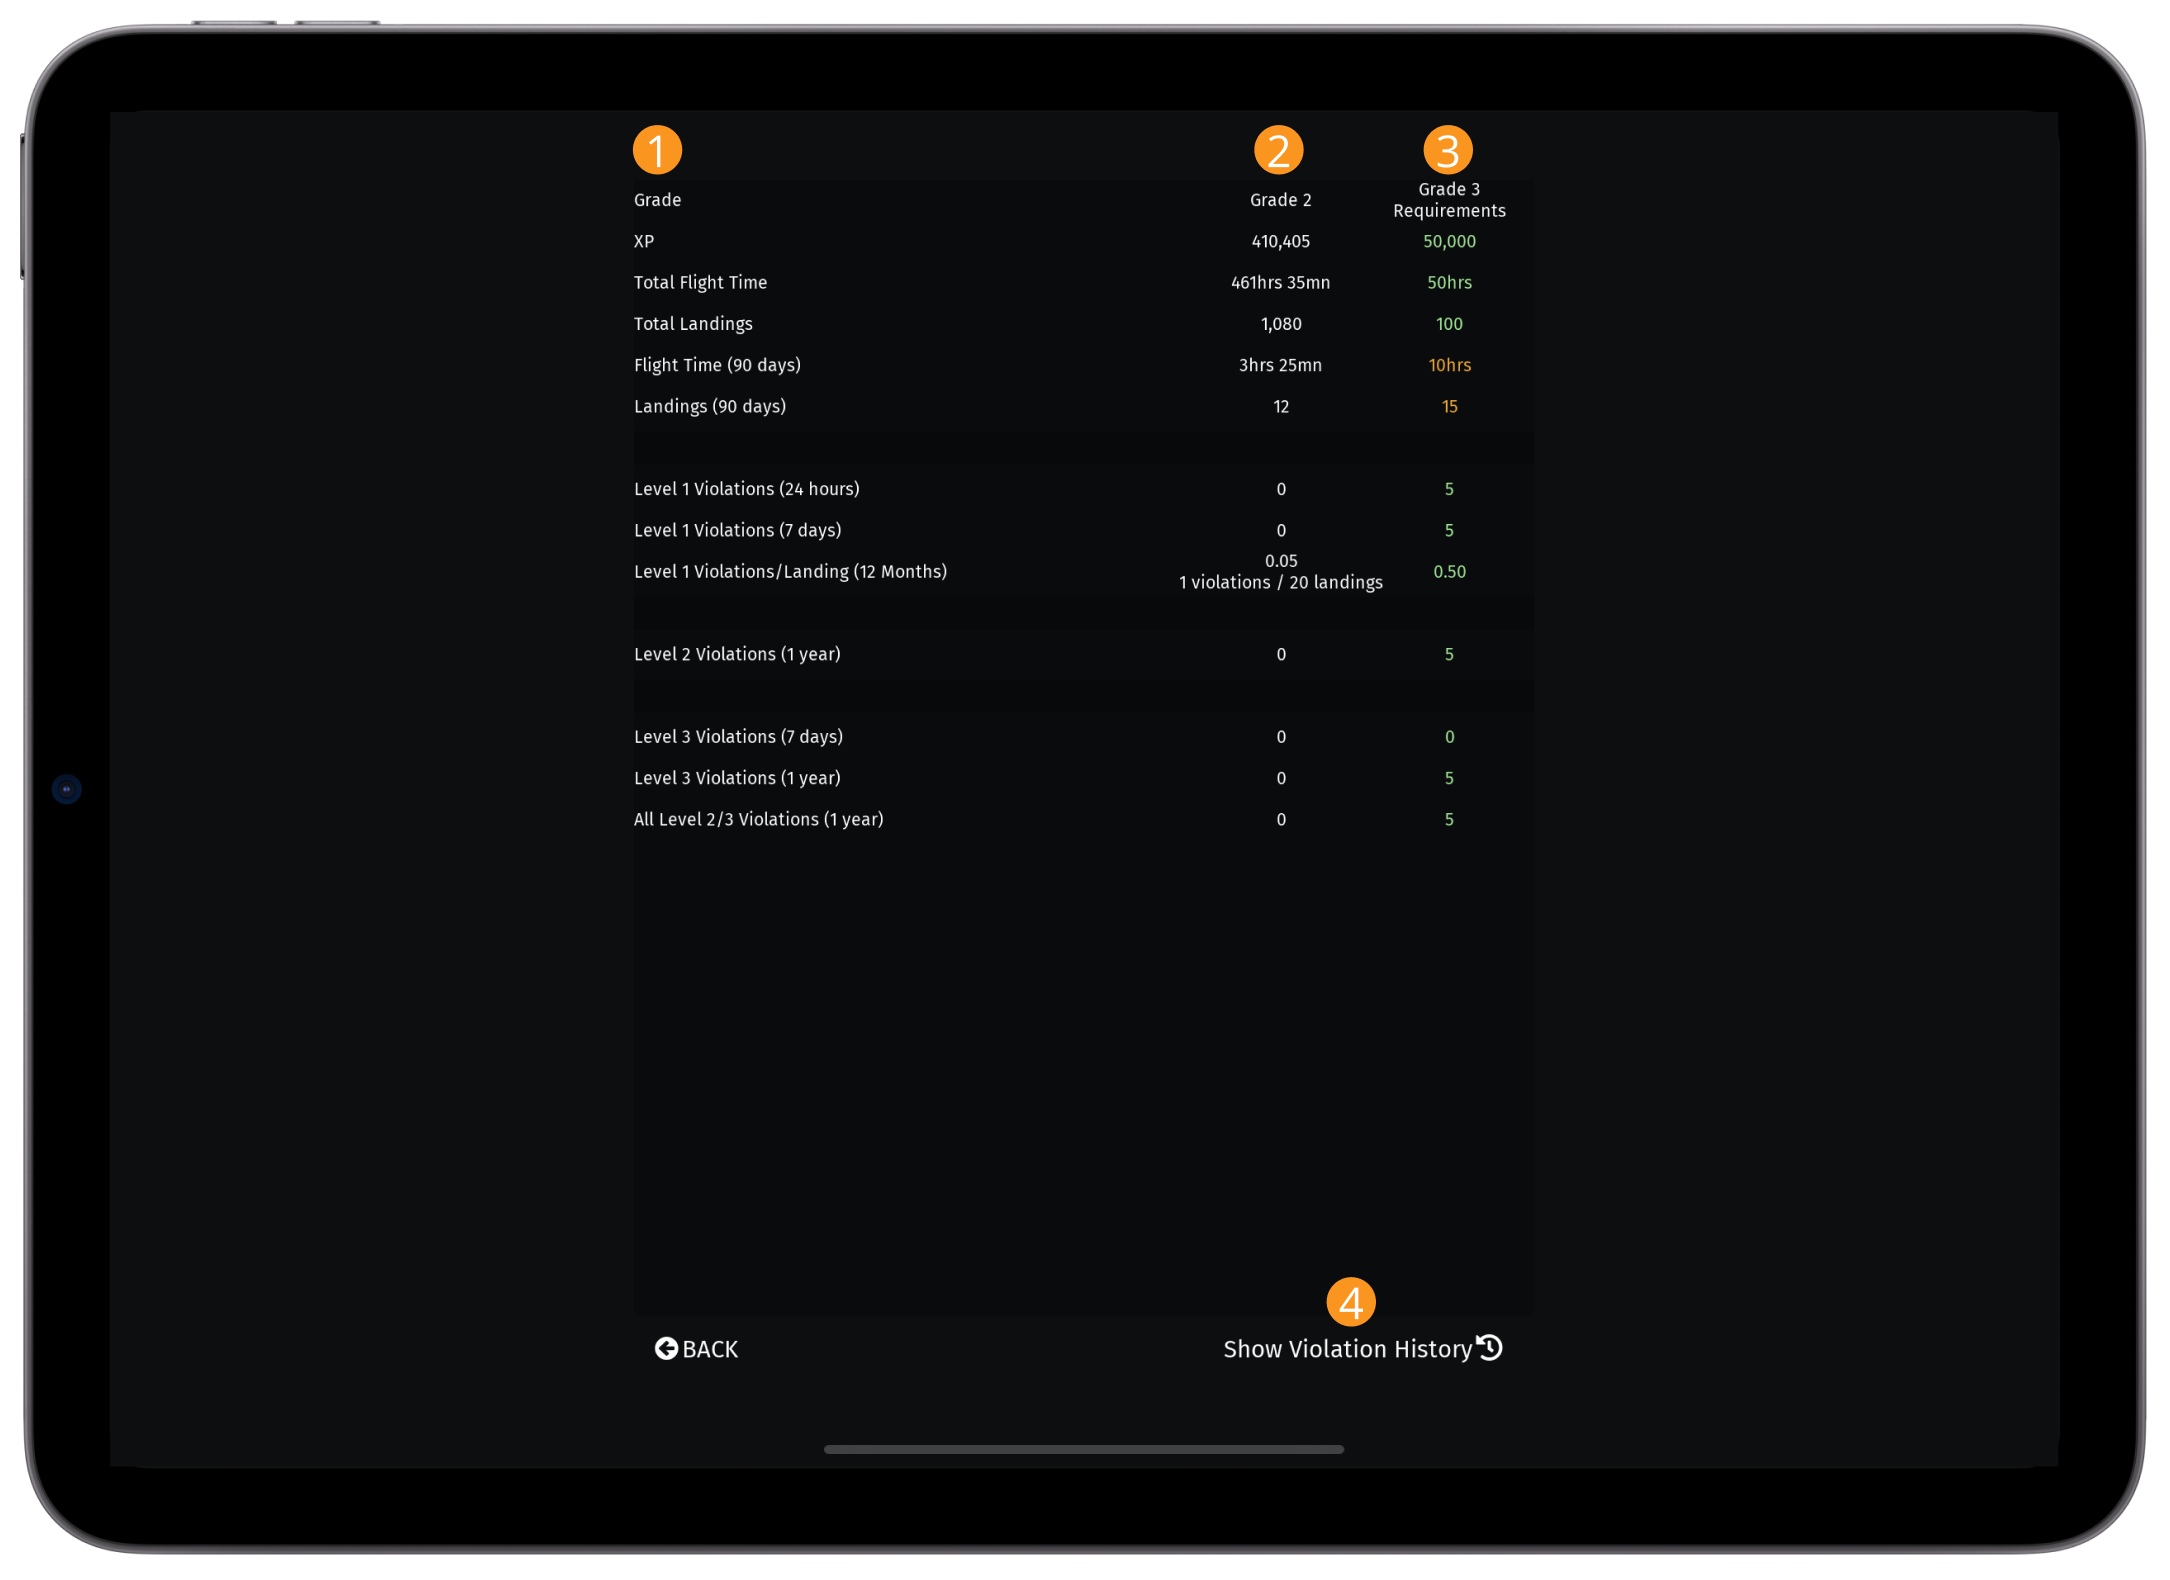 1 2 3
Grade Grade 2 Grade 3
Requirements
XP 410,405 50,000
Total Flight Time 461hrs 35mn 50hrs
Total Landings 1,080 100
Flight Time (90 days) 3hrs 25mn 10hrs
Landings (90 days) 12 15
Level 1 Violations (24 hours) 0 5
Level 1 Violations (7 days) 0 5
Level 1 Violations/Landing (12 Months) 0.05 0.50
1 violations / 20 landings
Level 2 Violations (1 year) 0 5
Level 3 Violations (7 days) 0 0
Level 3 Violations (1 year) 0 5
All Level 2/3 Violations (1 year) 0 5
4
BACK Show Violation History